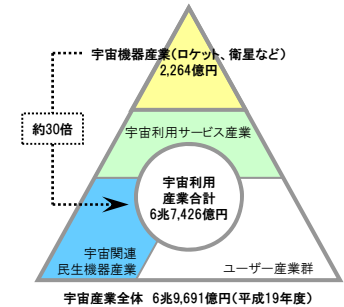 宇宙機器産業(ロケット、衛星など)
2,264億円
約30倍
宇宙利用サービス産業
宇宙利用
産業合計
6兆7,426億円
宇宙関連
民生機器産業
ユーザー産業群
宇宙産業全体 6兆9,691億円(平成19年度)